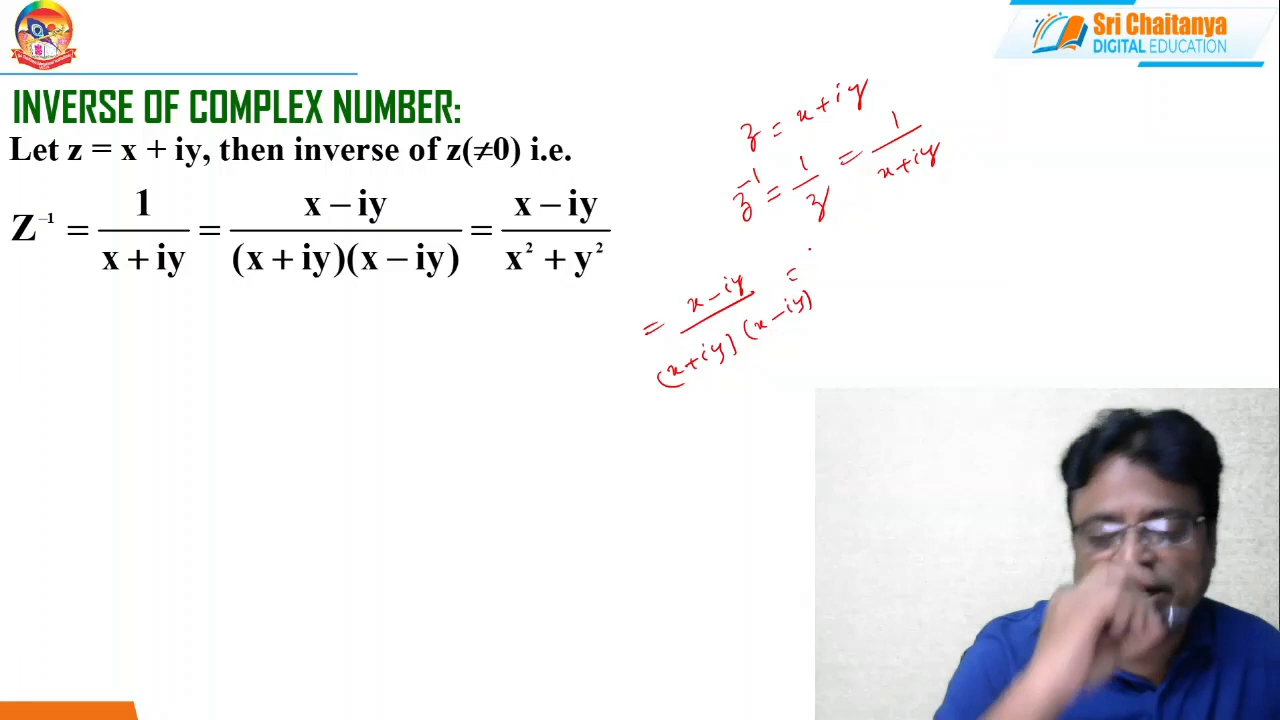 Sri Chaitanya
DIGITAL EDUCATION
INVERSE OF COMPLEX NUMBER:
Let z = x + iy, then inverse of z(≠0) i.e.
Z⁻¹ = 1/(x + iy) = (x − iy)/((x + iy)(x − iy)) = (x − iy)/(x² + y²)
z = x + iy
z⁻¹ = 1/z = 1/(x + iy)
= (x − iy)/((x + iy)(x − iy)) =